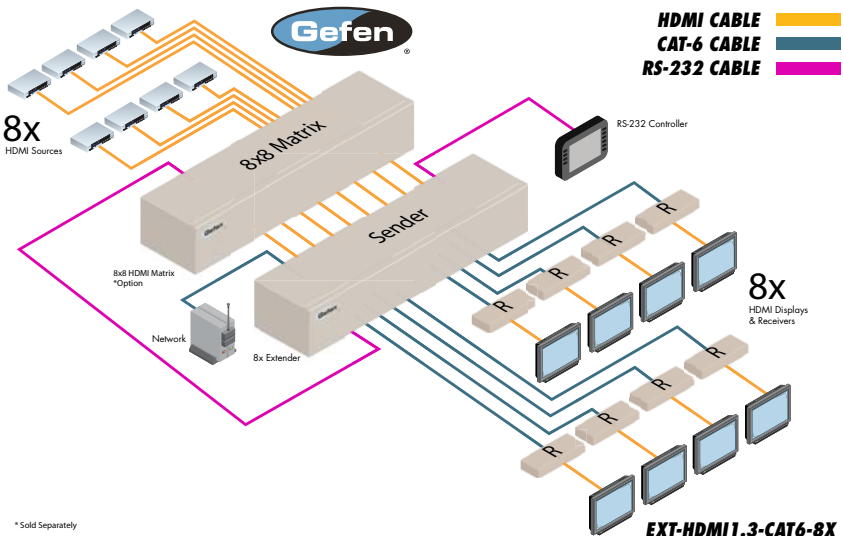 Gefen
®
HDMI CABLE
CAT-6 CABLE
RS-232 CABLE
8x
HDMI Sources
8x8 Matrix
RS-232 Controller
Sender
Gefen
8x8 HDMI Matrix
*Option
Network
Gefen
8x Extender
R
R
R
R
8x
HDMI Displays
& Receivers
R
R
R
R
* Sold Separately
EXT-HDMI1.3-CAT6-8X